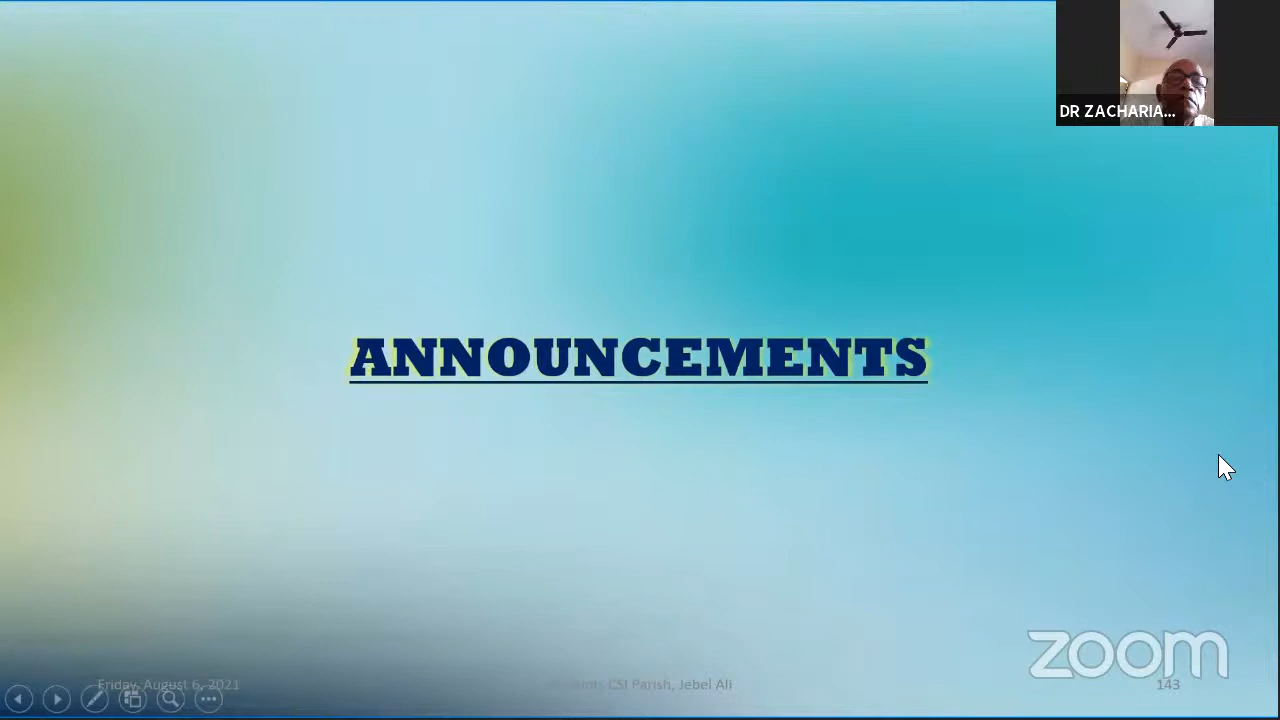 DR ZACHARIA...
ANNOUNCEMENTS
zoom
Friday, August 6, 2021
CSI Parish, Jebel Ali
143